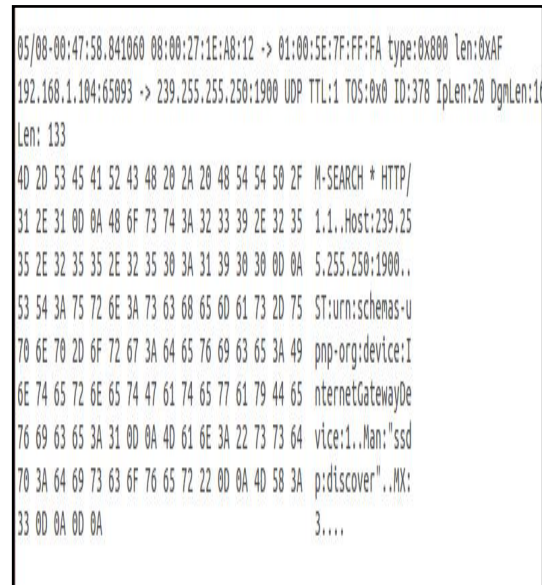 05/08-00:47:58.841060 08:00:27:1E:A8:12 -> 01:00:5E:7F:FF:FA type:0x800 len:0xAF
192.168.1.104:65093 -> 239.255.255.250:1900 UDP TTL:1 TOS:0x0 ID:378 IpLen:20 DgmLen:16
Len: 133
4D 2D 53 45 41 52 43 48 20 2A 20 48 54 54 50 2F M-SEARCH * HTTP/
31 2E 31 0D 0A 48 6F 73 74 3A 32 33 39 2E 32 35 1.1..Host:239.25
35 2E 32 35 35 2E 32 35 30 3A 31 39 30 30 0D 0A 5.255.250:1900..
53 54 3A 75 72 6E 3A 73 63 68 65 6D 61 73 2D 75 ST:urn:schemas-u
70 6E 70 2D 6F 72 67 3A 64 65 76 69 63 65 3A 49 pnp-org:device:I
6E 74 65 72 6E 65 74 47 61 74 65 77 61 79 44 65 nternetGatewayDe
76 69 63 65 3A 31 0D 0A 4D 61 6E 3A 22 73 73 64 vice:1..Man:"ssd
70 3A 64 69 73 63 6F 76 65 72 22 0D 0A 4D 58 3A p:discover"..MX:
33 0D 0A 0D 0A 3....